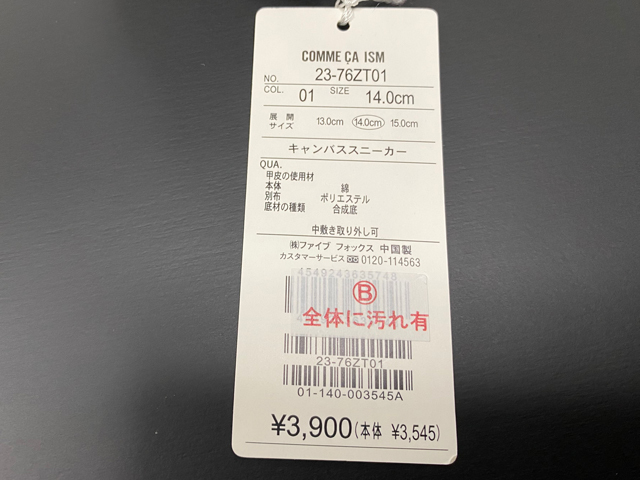 COMME ÇA ISM
NO. 23-76ZT01
COL. 01 SIZE 14.0cm
展開サイズ 13.0cm 14.0cm 15.0cm
キャンバススニーカー
QUA.
甲皮の使用材
本体 綿
別布 ポリエステル
底材の種類 合成底
中敷き取り外し可
㈱ファイブ フォックス 中国製
カスタマーサービス 0120-114563
4549243635748
Ⓑ
全体に汚れ有
23-76ZT01
01-140-003545A
¥3,900(本体 ¥3,545)